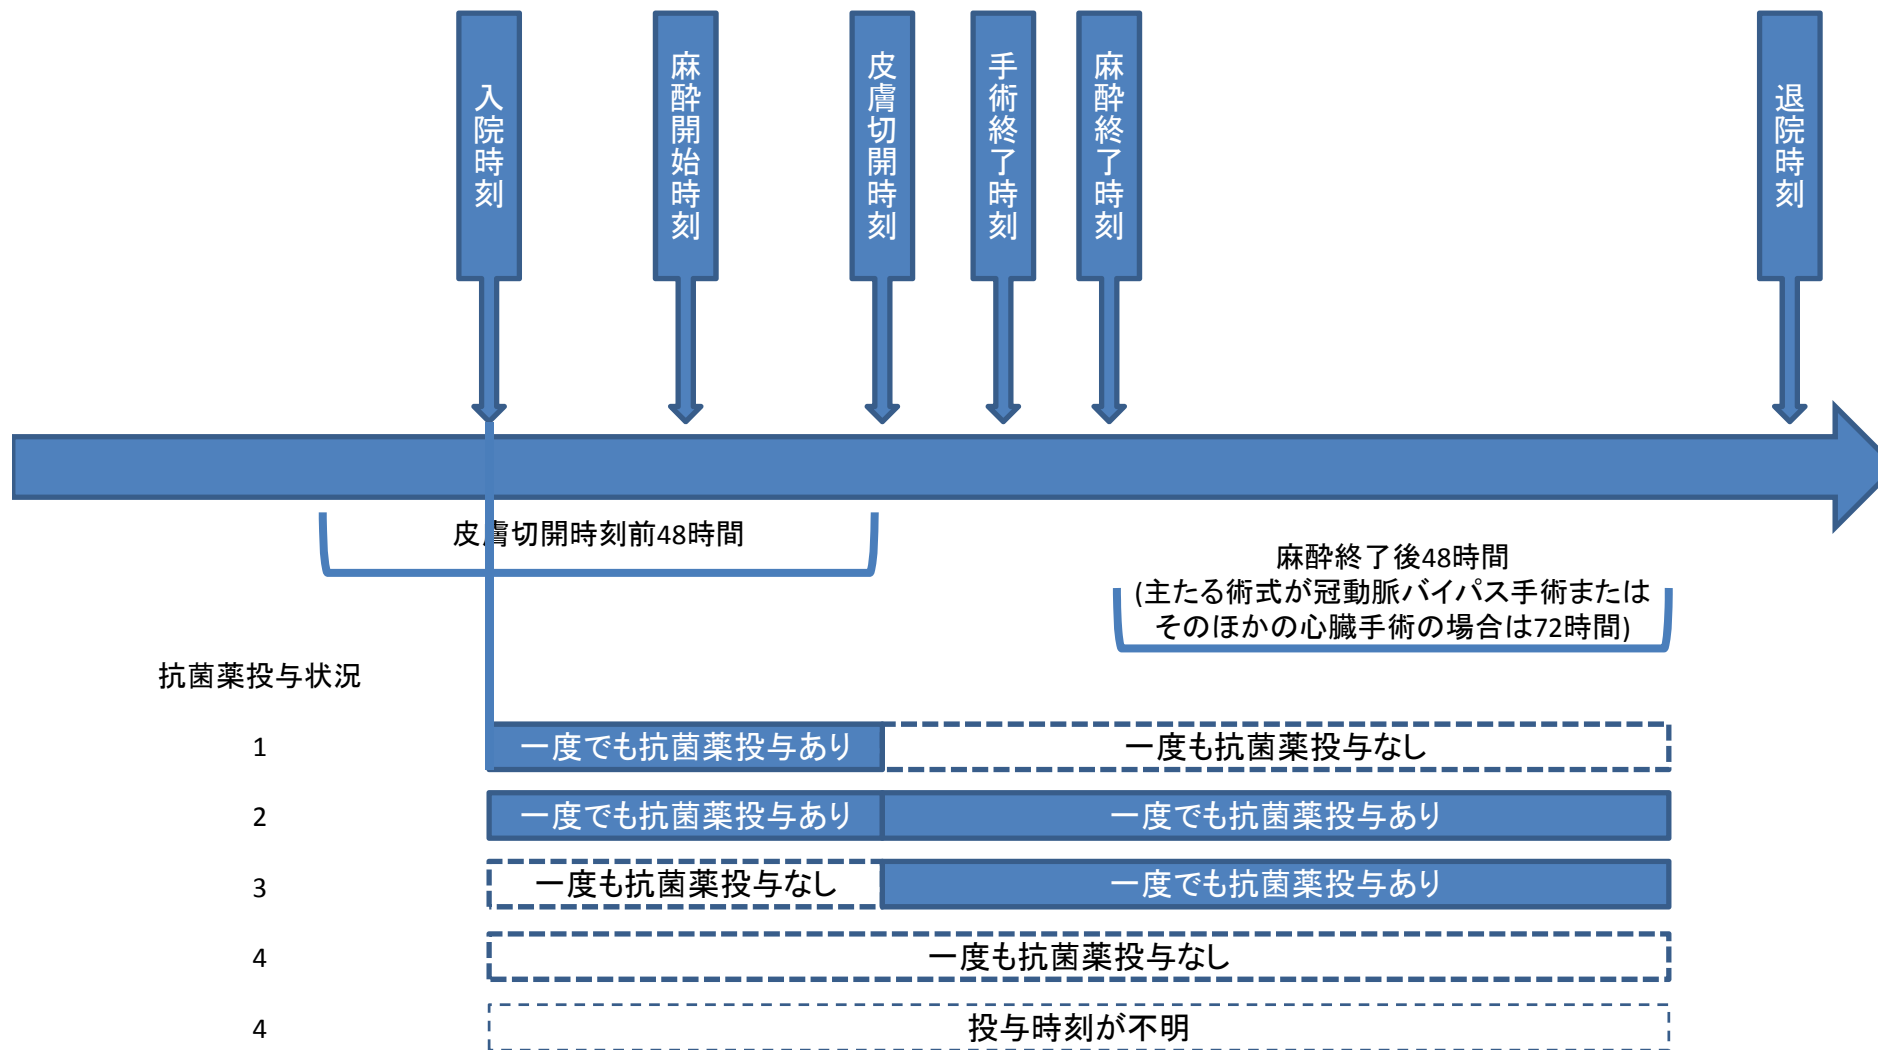 入院時刻
麻酔開始時刻
皮膚切開時刻
手術終了時刻
麻酔終了時刻
退院時刻
皮膚切開時刻前48時間
麻酔終了後48時間
(主たる術式が冠動脈バイパス手術または
そのほかの心臓手術の場合は72時間)
抗菌薬投与状況
1 一度でも抗菌薬投与あり 一度も抗菌薬投与なし
2 一度でも抗菌薬投与あり 一度でも抗菌薬投与あり
3 一度も抗菌薬投与なし 一度でも抗菌薬投与あり
4 一度も抗菌薬投与なし
4 投与時刻が不明